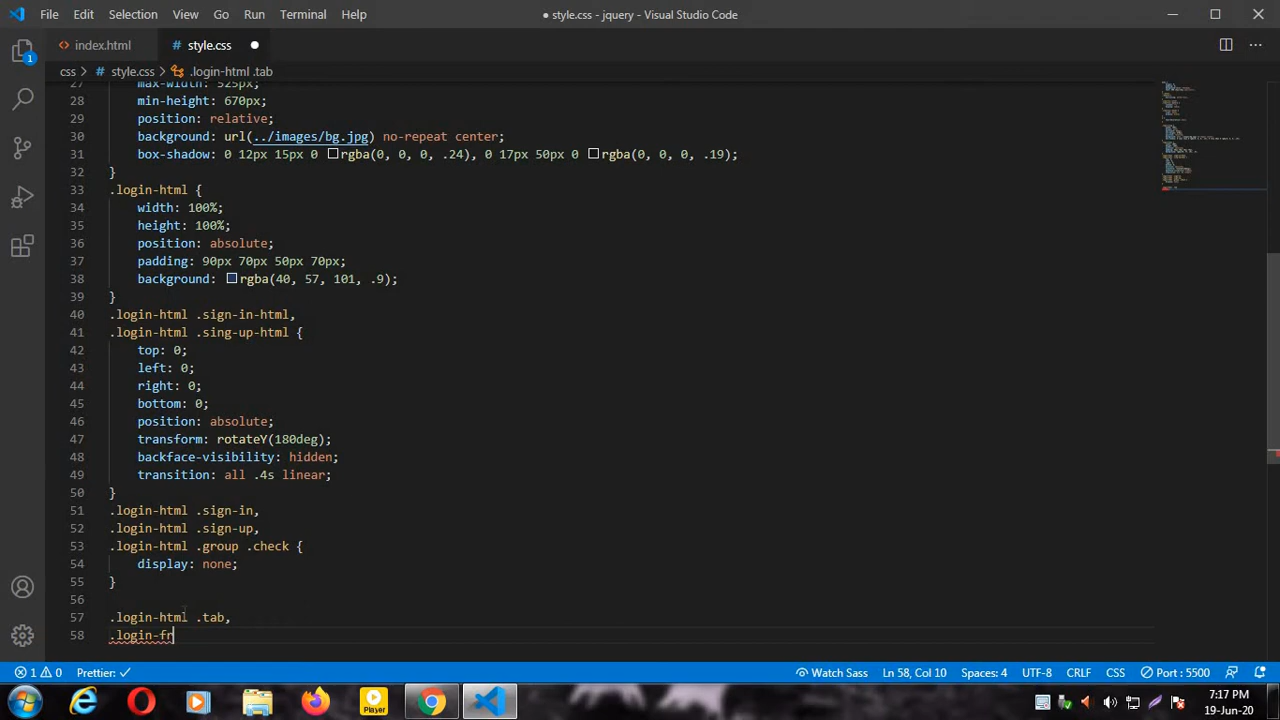 File Edit Selection View Go Run Terminal Help ● style.css - jquery - Visual Studio Code
index.html # style.css
css > # style.css > .login-html .tab
27 max-width: 525px;
28 min-height: 670px;
29 position: relative;
30 background: url(../images/bg.jpg) no-repeat center;
31 box-shadow: 0 12px 15px 0 rgba(0, 0, 0, .24), 0 17px 50px 0 rgba(0, 0, 0, .19);
32 }
33 .login-html {
34 width: 100%;
35 height: 100%;
36 position: absolute;
37 padding: 90px 70px 50px 70px;
38 background: rgba(40, 57, 101, .9);
39 }
40 .login-html .sign-in-html,
41 .login-html .sing-up-html {
42 top: 0;
43 left: 0;
44 right: 0;
45 bottom: 0;
46 position: absolute;
47 transform: rotateY(180deg);
48 backface-visibility: hidden;
49 transition: all .4s linear;
50 }
51 .login-html .sign-in,
52 .login-html .sign-up,
53 .login-html .group .check {
54 display: none;
55 }
56
57 .login-html .tab,
58 .login-fr
1
1 0 Prettier: ✓ Watch Sass Ln 58, Col 10 Spaces: 4 UTF-8 CRLF CSS Port : 5500
Player
7:17 PM
19-Jun-20